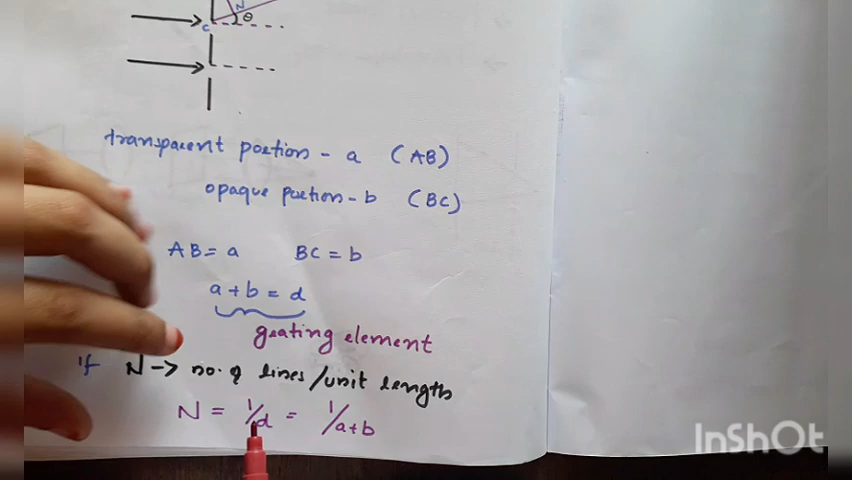 N
θ
C
transparent portion - a (AB)
opaque portion - b (BC)
AB = a BC = b
a + b = d
grating element
If N → no. of lines/unit length
N = 1/d = 1/a+b
InShOt